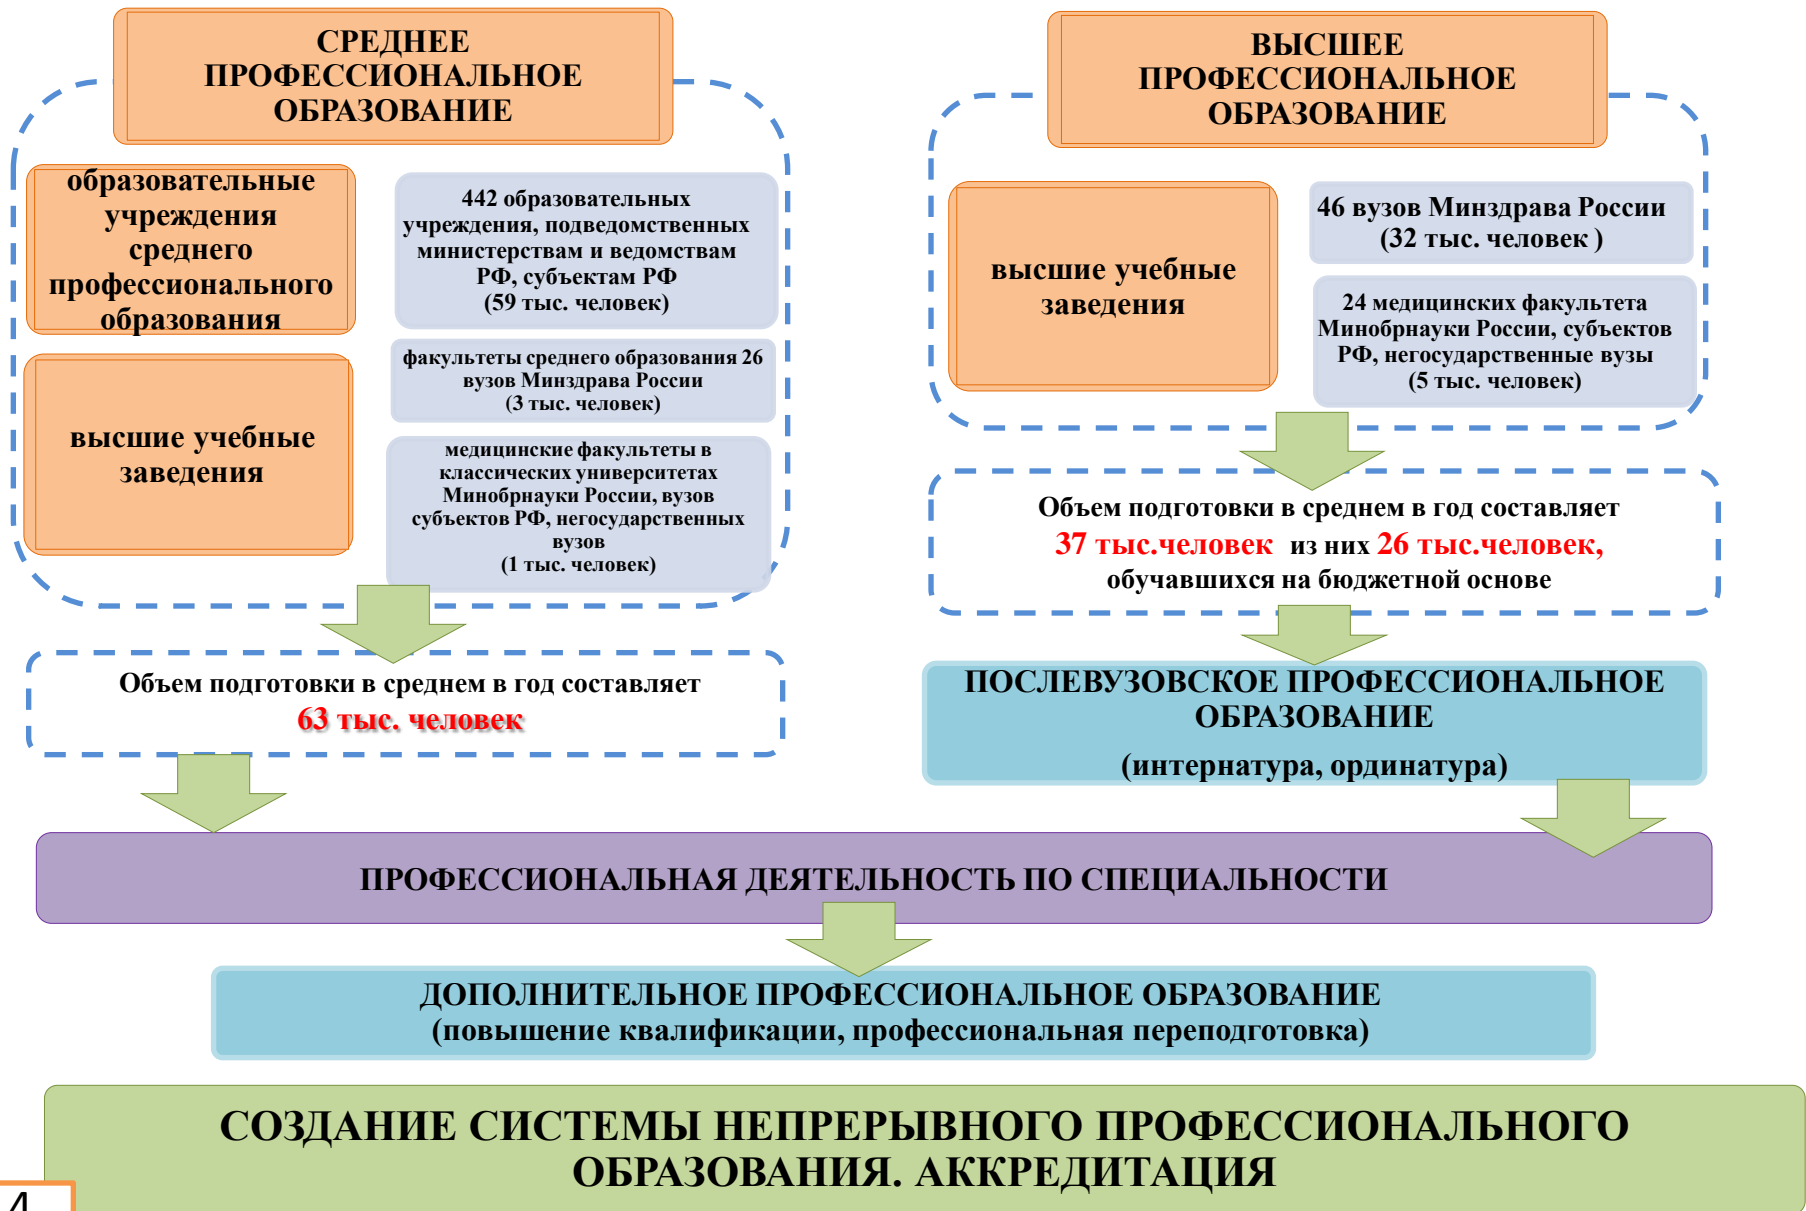 СРЕДНЕЕ
ПРОФЕССИОНАЛЬНОЕ
ОБРАЗОВАНИЕ
образовательные
учреждения
среднего
профессионального
образования
442 образовательных
учреждения, подведомственных
министерствам и ведомствам
РФ, субъектам РФ
(59 тыс. человек)
факультеты среднего образования 26
вузов Минздрава России
(3 тыс. человек)
высшие учебные
заведения
медицинские факультеты в
классических университетах
Минобрнауки России, вузов
субъектов РФ, негосударственных
вузов
(1 тыс. человек)
Объем подготовки в среднем в год составляет
63 тыс. человек
ВЫСШЕЕ
ПРОФЕССИОНАЛЬНОЕ
ОБРАЗОВАНИЕ
высшие учебные
заведения
46 вузов Минздрава России
(32 тыс. человек )
24 медицинских факультета
Минобрнауки России, субъектов
РФ, негосударственные вузы
(5 тыс. человек)
Объем подготовки в среднем в год составляет
37 тыс.человек из них 26 тыс.человек,
обучавшихся на бюджетной основе
ПОСЛЕВУЗОВСКОЕ ПРОФЕССИОНАЛЬНОЕ
ОБРАЗОВАНИЕ
(интернатура, ординатура)
ПРОФЕССИОНАЛЬНАЯ ДЕЯТЕЛЬНОСТЬ ПО СПЕЦИАЛЬНОСТИ
ДОПОЛНИТЕЛЬНОЕ ПРОФЕССИОНАЛЬНОЕ ОБРАЗОВАНИЕ
(повышение квалификации, профессиональная переподготовка)
СОЗДАНИЕ СИСТЕМЫ НЕПРЕРЫВНОГО ПРОФЕССИОНАЛЬНОГО
ОБРАЗОВАНИЯ. АККРЕДИТАЦИЯ
4